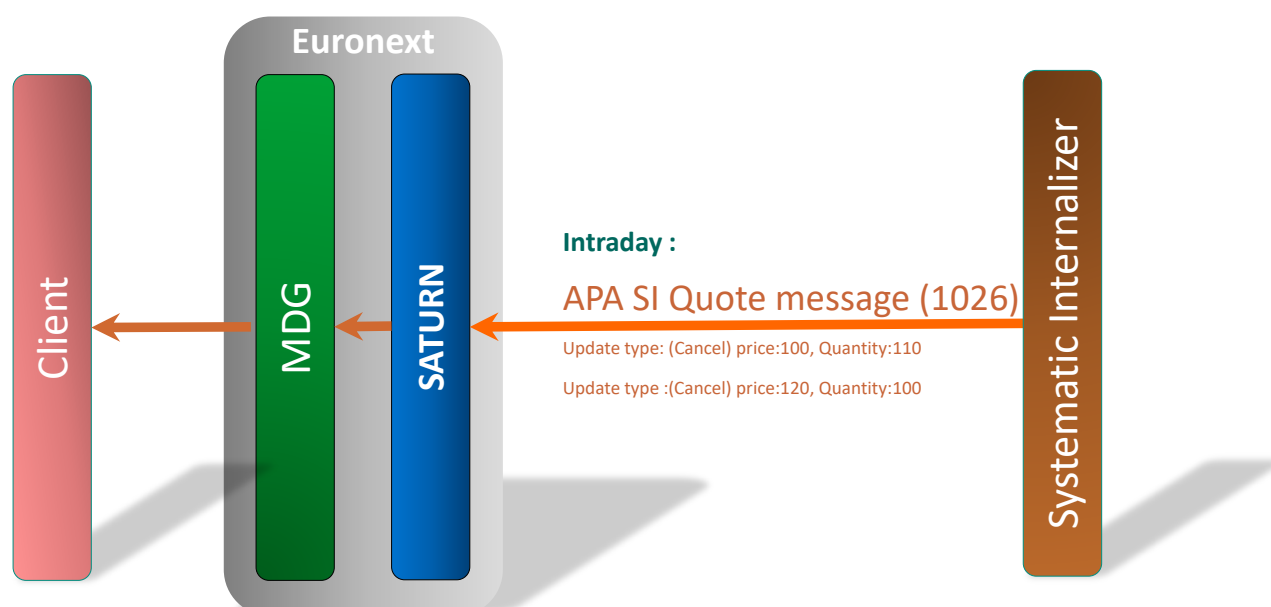 Euronext
Client
MDG
SATURN
Intraday :
APA SI Quote message (1026)
Update type: (Cancel) price:100, Quantity:110
Update type :(Cancel) price:120, Quantity:100
Systematic Internalizer